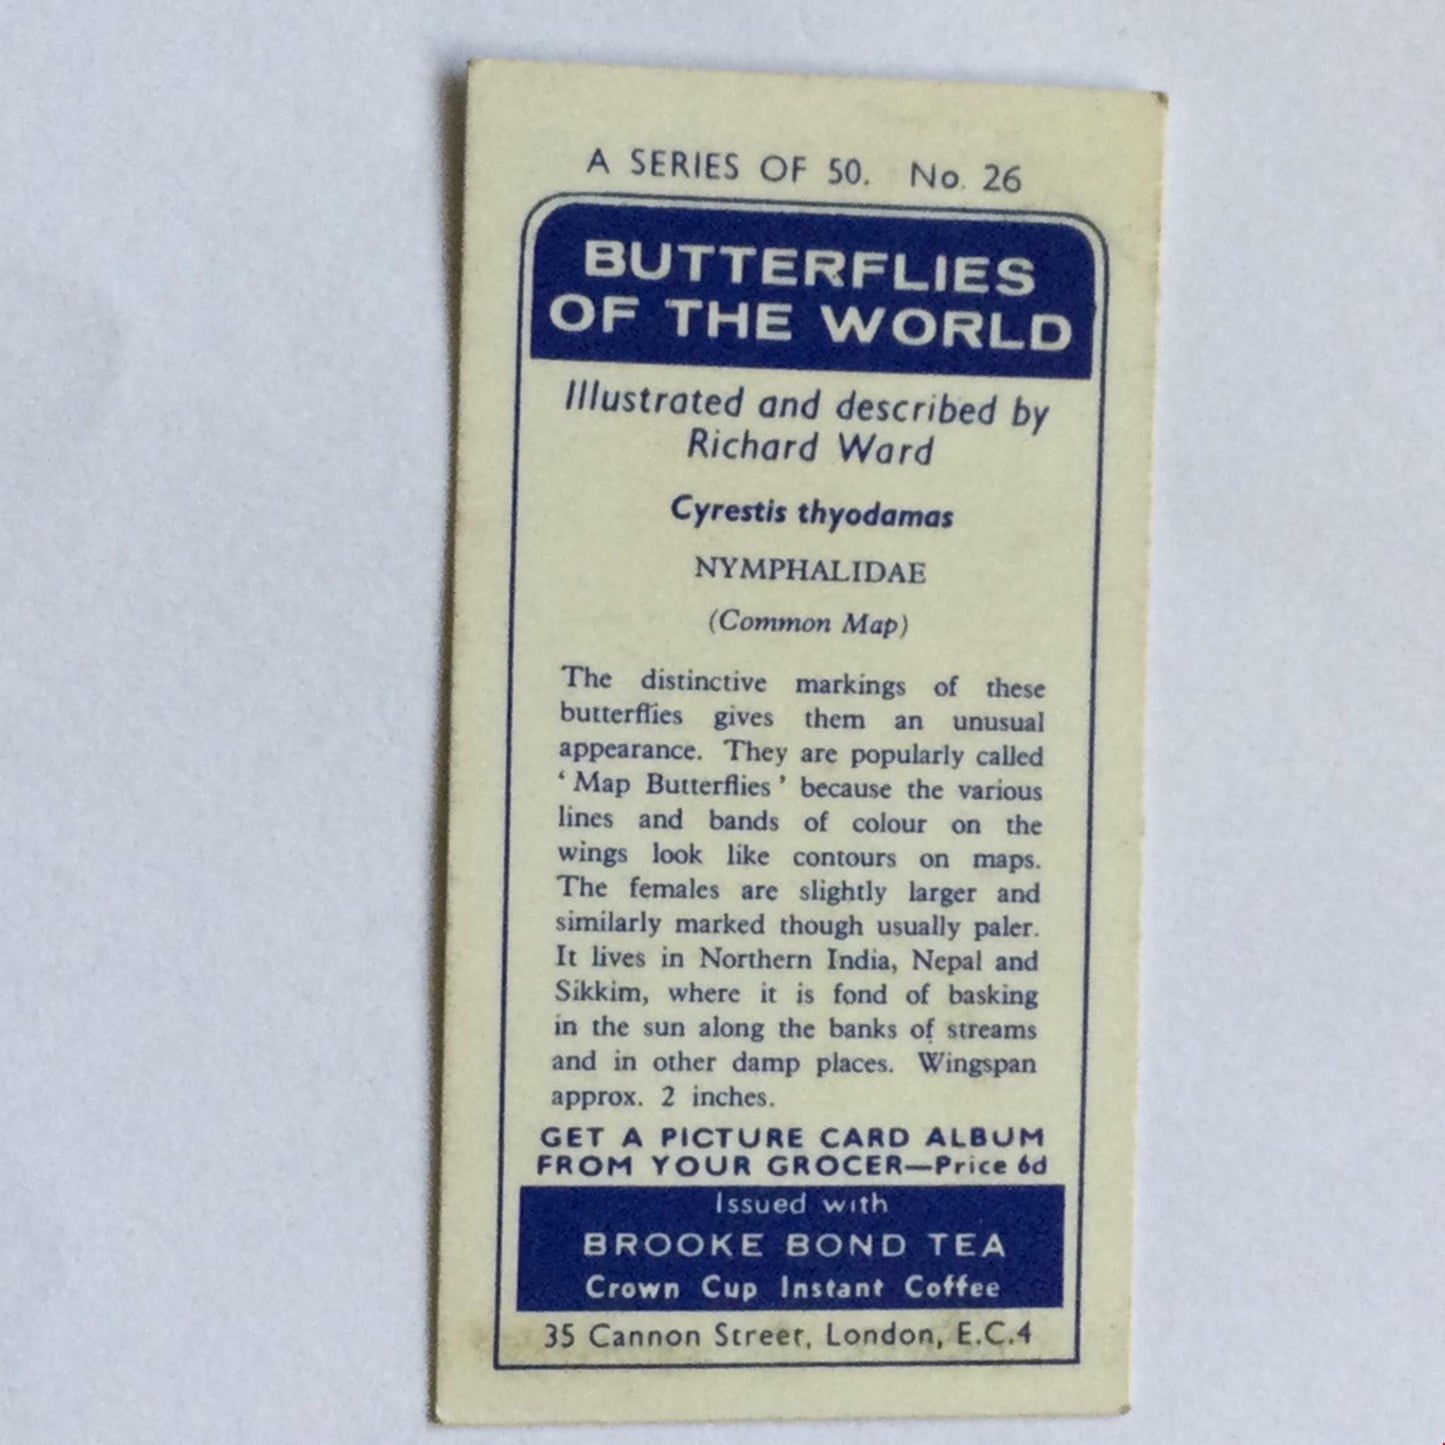 A SERIES OF 50. No. 26
BUTTERFLIES
OF THE WORLD
Illustrated and described by
Richard Ward
Cyrestis thyodamas
NYMPHALIDAE
(Common Map)
The distinctive markings of these
butterflies gives them an unusual
appearance. They are popularly called
‘ Map Butterflies ’ because the various
lines and bands of colour on the
wings look like contours on maps.
The females are slightly larger and
similarly marked though usually paler.
It lives in Northern India, Nepal and
Sikkim, where it is fond of basking
in the sun along the banks of streams
and in other damp places. Wingspan
approx. 2 inches.
GET A PICTURE CARD ALBUM
FROM YOUR GROCER—Price 6d
Issued with
BROOKE BOND TEA
Crown Cup Instant Coffee
35 Cannon Street, London, E.C.4